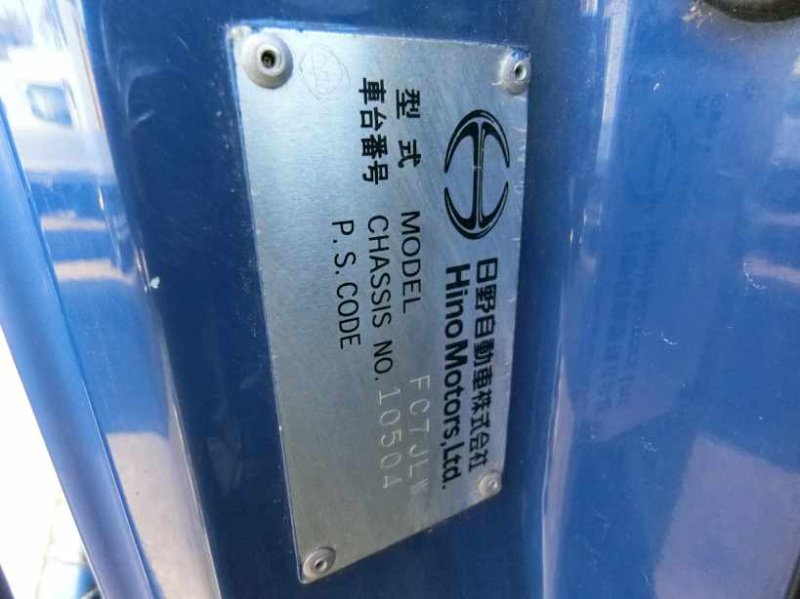 日野自動車株式会社
Hino Motors, Ltd.
型式 MODEL FC7JLW
車台番号 CHASSIS NO. 10504
P.S.CODE